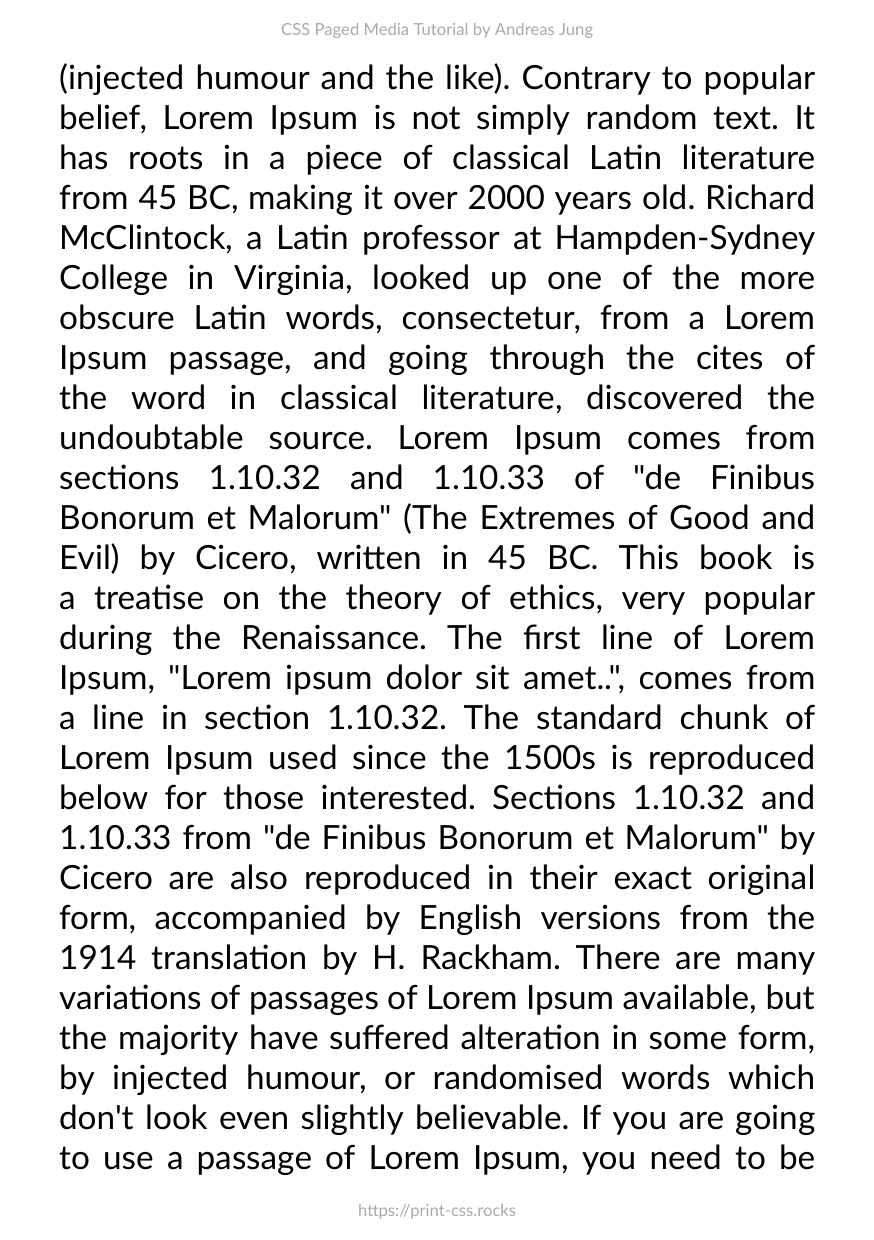 CSS Paged Media Tutorial by Andreas Jung
(injected humour and the like). Contrary to popular
belief, Lorem Ipsum is not simply random text. It
has roots in a piece of classical Latin literature
from 45 BC, making it over 2000 years old. Richard
McClintock, a Latin professor at Hampden-Sydney
College in Virginia, looked up one of the more
obscure Latin words, consectetur, from a Lorem
Ipsum passage, and going through the cites of
the word in classical literature, discovered the
undoubtable source. Lorem Ipsum comes from
sections 1.10.32 and 1.10.33 of "de Finibus
Bonorum et Malorum" (The Extremes of Good and
Evil) by Cicero, written in 45 BC. This book is
a treatise on the theory of ethics, very popular
during the Renaissance. The first line of Lorem
Ipsum, "Lorem ipsum dolor sit amet..", comes from
a line in section 1.10.32. The standard chunk of
Lorem Ipsum used since the 1500s is reproduced
below for those interested. Sections 1.10.32 and
1.10.33 from "de Finibus Bonorum et Malorum" by
Cicero are also reproduced in their exact original
form, accompanied by English versions from the
1914 translation by H. Rackham. There are many
variations of passages of Lorem Ipsum available, but
the majority have suffered alteration in some form,
by injected humour, or randomised words which
don't look even slightly believable. If you are going
to use a passage of Lorem Ipsum, you need to be
https://print-css.rocks